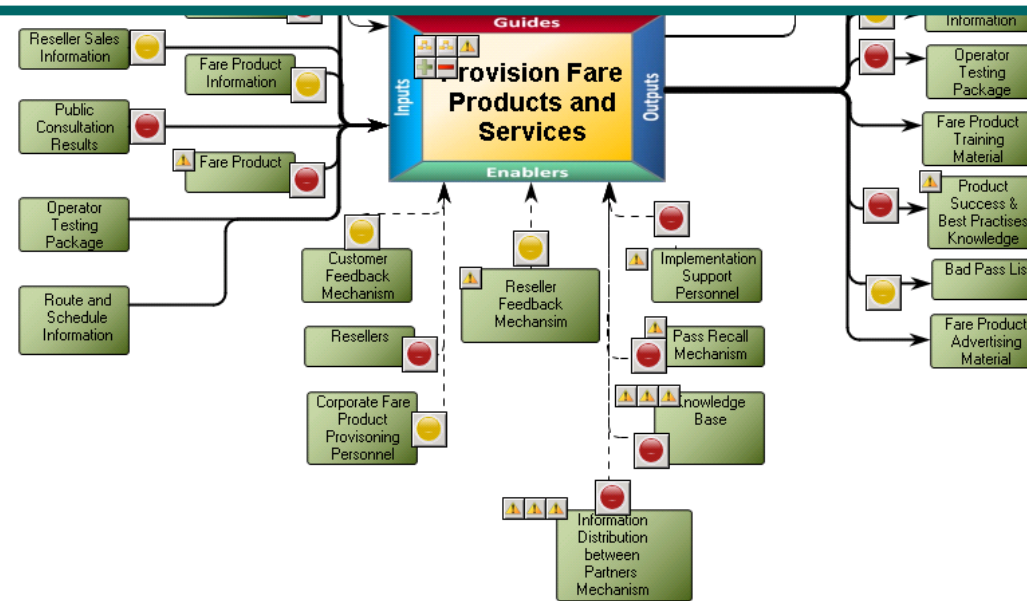 Guides
Information
Reseller Sales
Information
Fare Product
Information
Inputs
Provision Fare
Products and
Services
Outputs
Operator
Testing
Package
Public
Consultation
Results
Fare Product
Training
Material
Fare Product
Enablers
Product
Success &
Best Practises
Knowledge
Operator
Testing
Package
Customer
Feedback
Mechanism
Reseller
Feedback
Mechansim
Implementation
Support
Personnel
Bad Pass Lis
Route and
Schedule
Information
Resellers
Pass Recall
Mechanism
Fare Product
Advertising
Material
Corporate Fare
Product
Provisoning
Personnel
Knowledge
Base
Information
Distribution
between
Partners
Mechanism